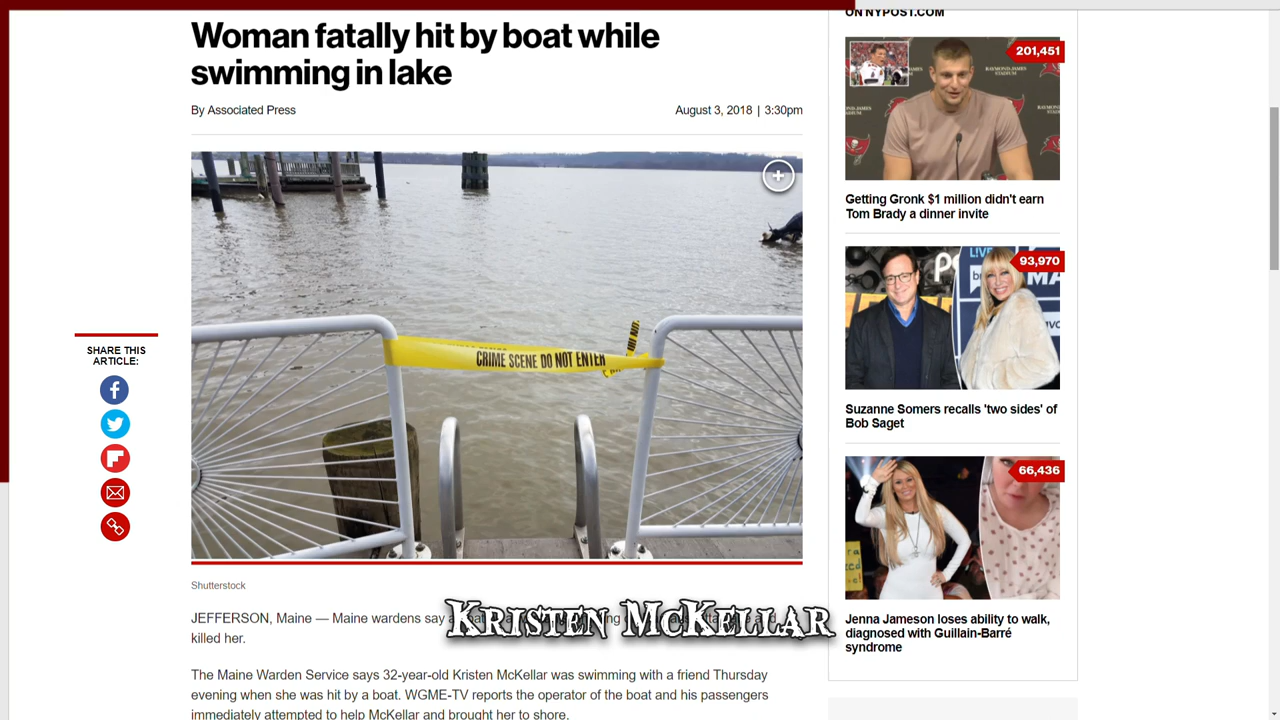 Woman fatally hit by boat while
swimming in lake
By Associated Press
August 3, 2018 | 3:30pm
CRIME SCENE DO NOT ENTER
SHARE THIS
ARTICLE:
Shutterstock
JEFFERSON, Maine — Maine wardens say
killed her.
KRISTEN MCKELLAR
The Maine Warden Service says 32-year-old Kristen McKellar was swimming with a friend Thursday
evening when she was hit by a boat. WGME-TV reports the operator of the boat and his passengers
immediately attempted to help McKellar and brought her to shore.
ON NYPOST.COM
201,451
RAYMOND JAMES
STADIUM
Getting Gronk $1 million didn't earn
Tom Brady a dinner invite
93,970
Suzanne Somers recalls 'two sides' of
Bob Saget
66,436
Jenna Jameson loses ability to walk,
diagnosed with Guillain-Barré
syndrome